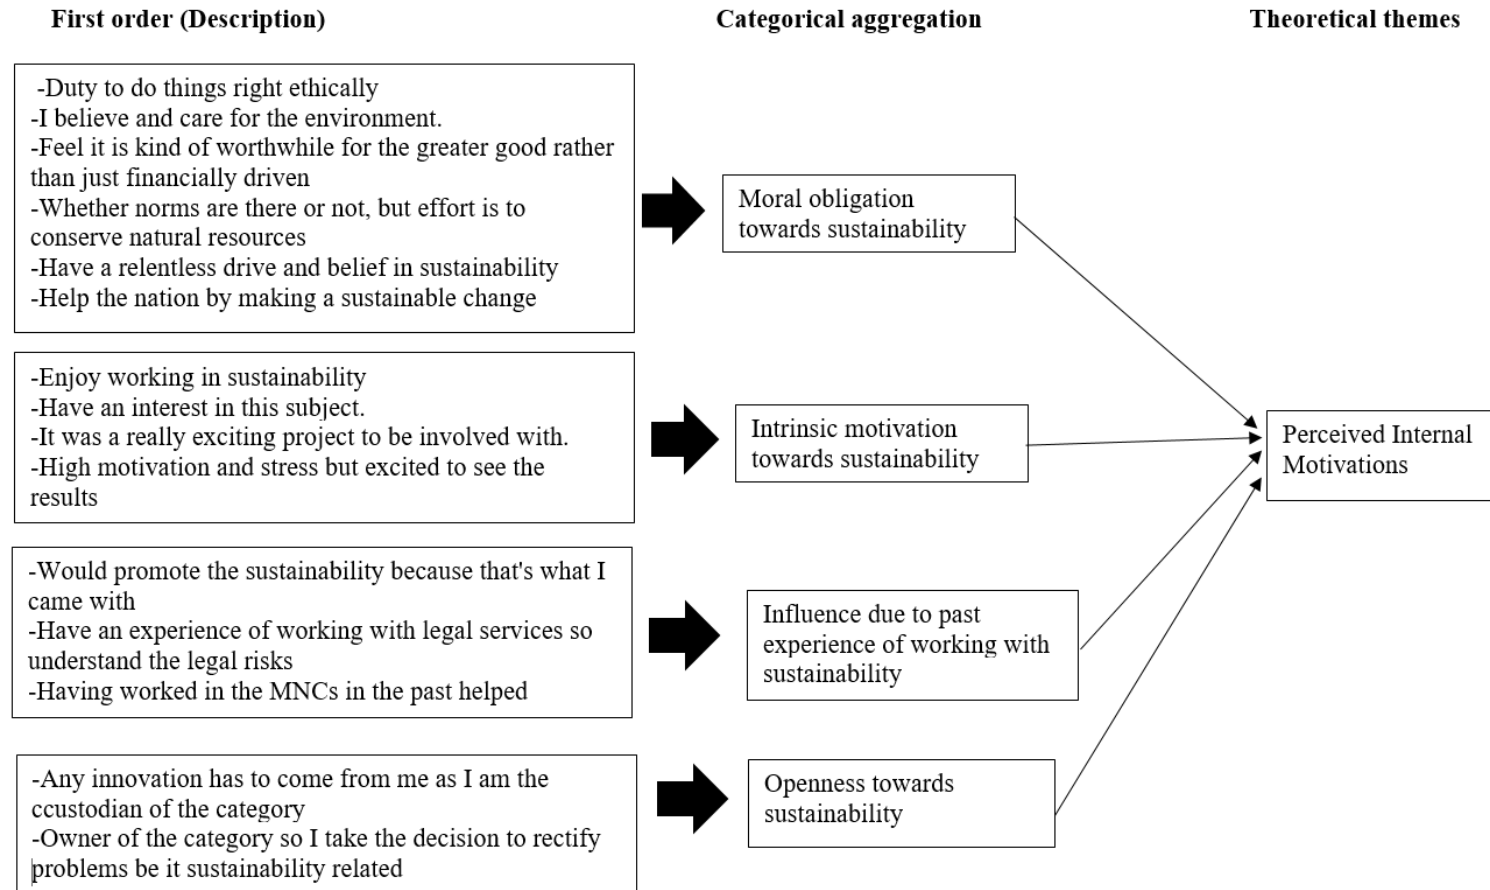 First order (Description)
Categorical aggregation
Theoretical themes
-Duty to do things right ethically
-I believe and care for the environment.
-Feel it is kind of worthwhile for the greater good rather
than just financially driven
-Whether norms are there or not, but effort is to
conserve natural resources
-Have a relentless drive and belief in sustainability
-Help the nation by making a sustainable change
Moral obligation
towards sustainability
-Enjoy working in sustainability
-Have an interest in this subject.
-It was a really exciting project to be involved with.
-High motivation and stress but excited to see the
results
Intrinsic motivation
towards sustainability
-Would promote the sustainability because that's what I
came with
-Have an experience of working with legal services so
understand the legal risks
-Having worked in the MNCs in the past helped
Influence due to past
experience of working with
sustainability
-Any innovation has to come from me as I am the
ccustodian of the category
-Owner of the category so I take the decision to rectify
problems be it sustainability related
Openness towards
sustainability
Perceived Internal
Motivations